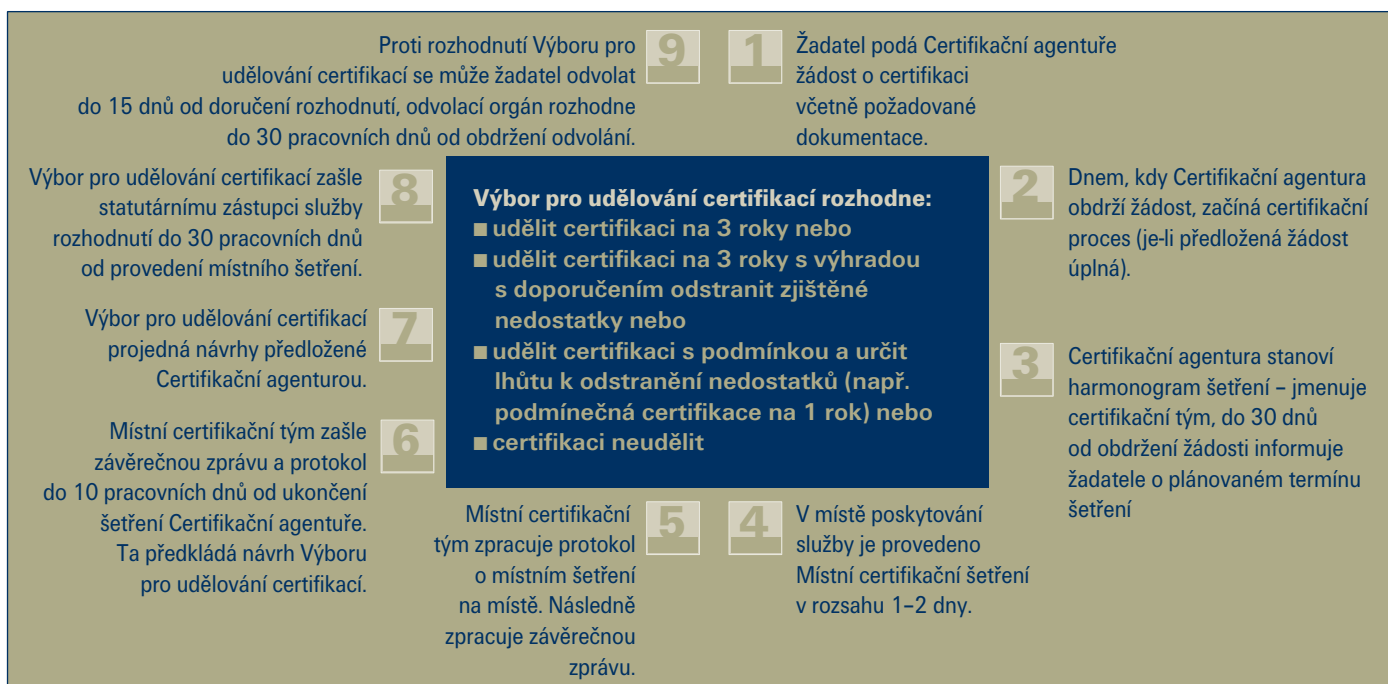 1
Žadatel podá Certifikační agentuře
žádost o certifikaci
včetně požadované
dokumentace.
2
Dnem, kdy Certifikační agentura
obdrží žádost, začíná certifikační
proces (je-li předložená žádost
úplná).
3
Certifikační agentura stanoví
harmonogram šetření – jmenuje
certifikační tým, do 30 dnů
od obdržení žádosti informuje
žadatele o plánovaném termínu
šetření
4
V místě poskytování
služby je provedeno
Místní certifikační šetření
v rozsahu 1–2 dny.
5
Místní certifikační
tým zpracuje protokol
o místním šetření
na místě. Následně
zpracuje závěrečnou
zprávu.
6
Místní certifikační tým zašle
závěrečnou zprávu a protokol
do 10 pracovních dnů od ukončení
šetření Certifikační agentuře.
Ta předkládá návrh Výboru
pro udělování certifikací.
7
Výbor pro udělování certifikací
projedná návrhy předložené
Certifikační agenturou.
8
Výbor pro udělování certifikací zašle
statutárnímu zástupci služby
rozhodnutí do 30 pracovních dnů
od provedení místního šetření.
9
Proti rozhodnutí Výboru pro
udělování certifikací se může žadatel odvolat
do 15 dnů od doručení rozhodnutí, odvolací orgán rozhodne
do 30 pracovních dnů od obdržení odvolání.
Výbor pro udělování certifikací rozhodne:
■ udělit certifikaci na 3 roky nebo
■ udělit certifikaci na 3 roky s výhradou
s doporučením odstranit zjištěné
nedostatky nebo
■ udělit certifikaci s podmínkou a určit
lhůtu k odstranění nedostatků (např.
podmínečná certifikace na 1 rok) nebo
■ certifikaci neudělit